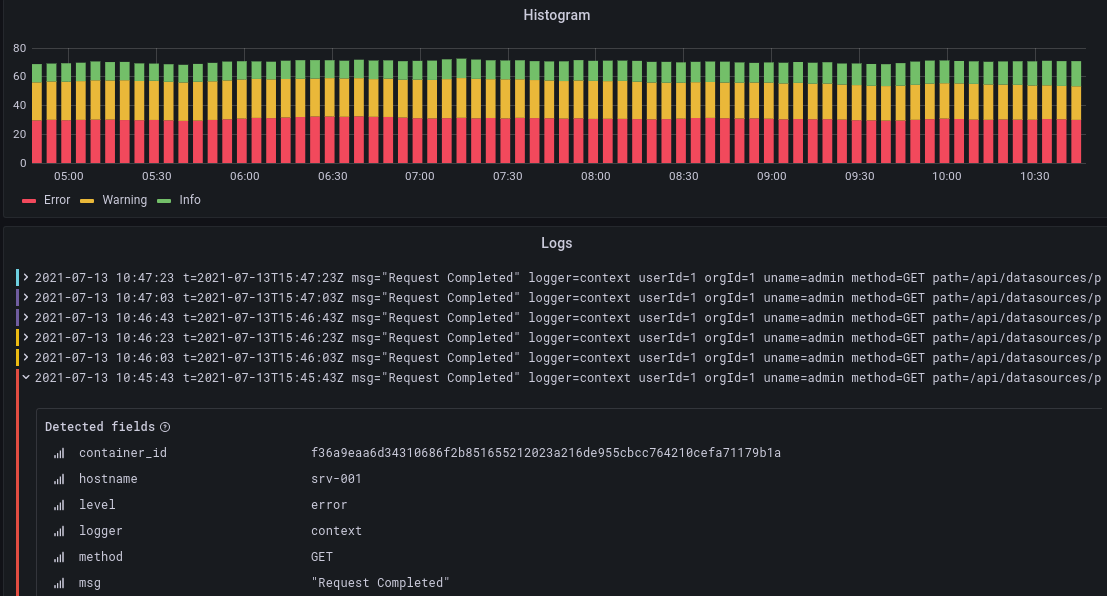 Histogram
80
60
40
20
0
05:00 05:30 06:00 06:30 07:00 07:30 08:00 08:30 09:00 09:30 10:00 10:30
Error Warning Info
Logs
2021-07-13 10:47:23 t=2021-07-13T15:47:23Z msg="Request Completed" logger=context userId=1 orgId=1 uname=admin method=GET path=/api/datasources/p
2021-07-13 10:47:03 t=2021-07-13T15:47:03Z msg="Request Completed" logger=context userId=1 orgId=1 uname=admin method=GET path=/api/datasources/p
2021-07-13 10:46:43 t=2021-07-13T15:46:43Z msg="Request Completed" logger=context userId=1 orgId=1 uname=admin method=GET path=/api/datasources/p
2021-07-13 10:46:23 t=2021-07-13T15:46:23Z msg="Request Completed" logger=context userId=1 orgId=1 uname=admin method=GET path=/api/datasources/p
2021-07-13 10:46:03 t=2021-07-13T15:46:03Z msg="Request Completed" logger=context userId=1 orgId=1 uname=admin method=GET path=/api/datasources/p
2021-07-13 10:45:43 t=2021-07-13T15:45:43Z msg="Request Completed" logger=context userId=1 orgId=1 uname=admin method=GET path=/api/datasources/p
Detected fields
container_id f36a9eaa6d34310686f2b851655212023a216de955cbcc764210cefa71179b1a
hostname srv-001
level error
logger context
method GET
msg "Request Completed"